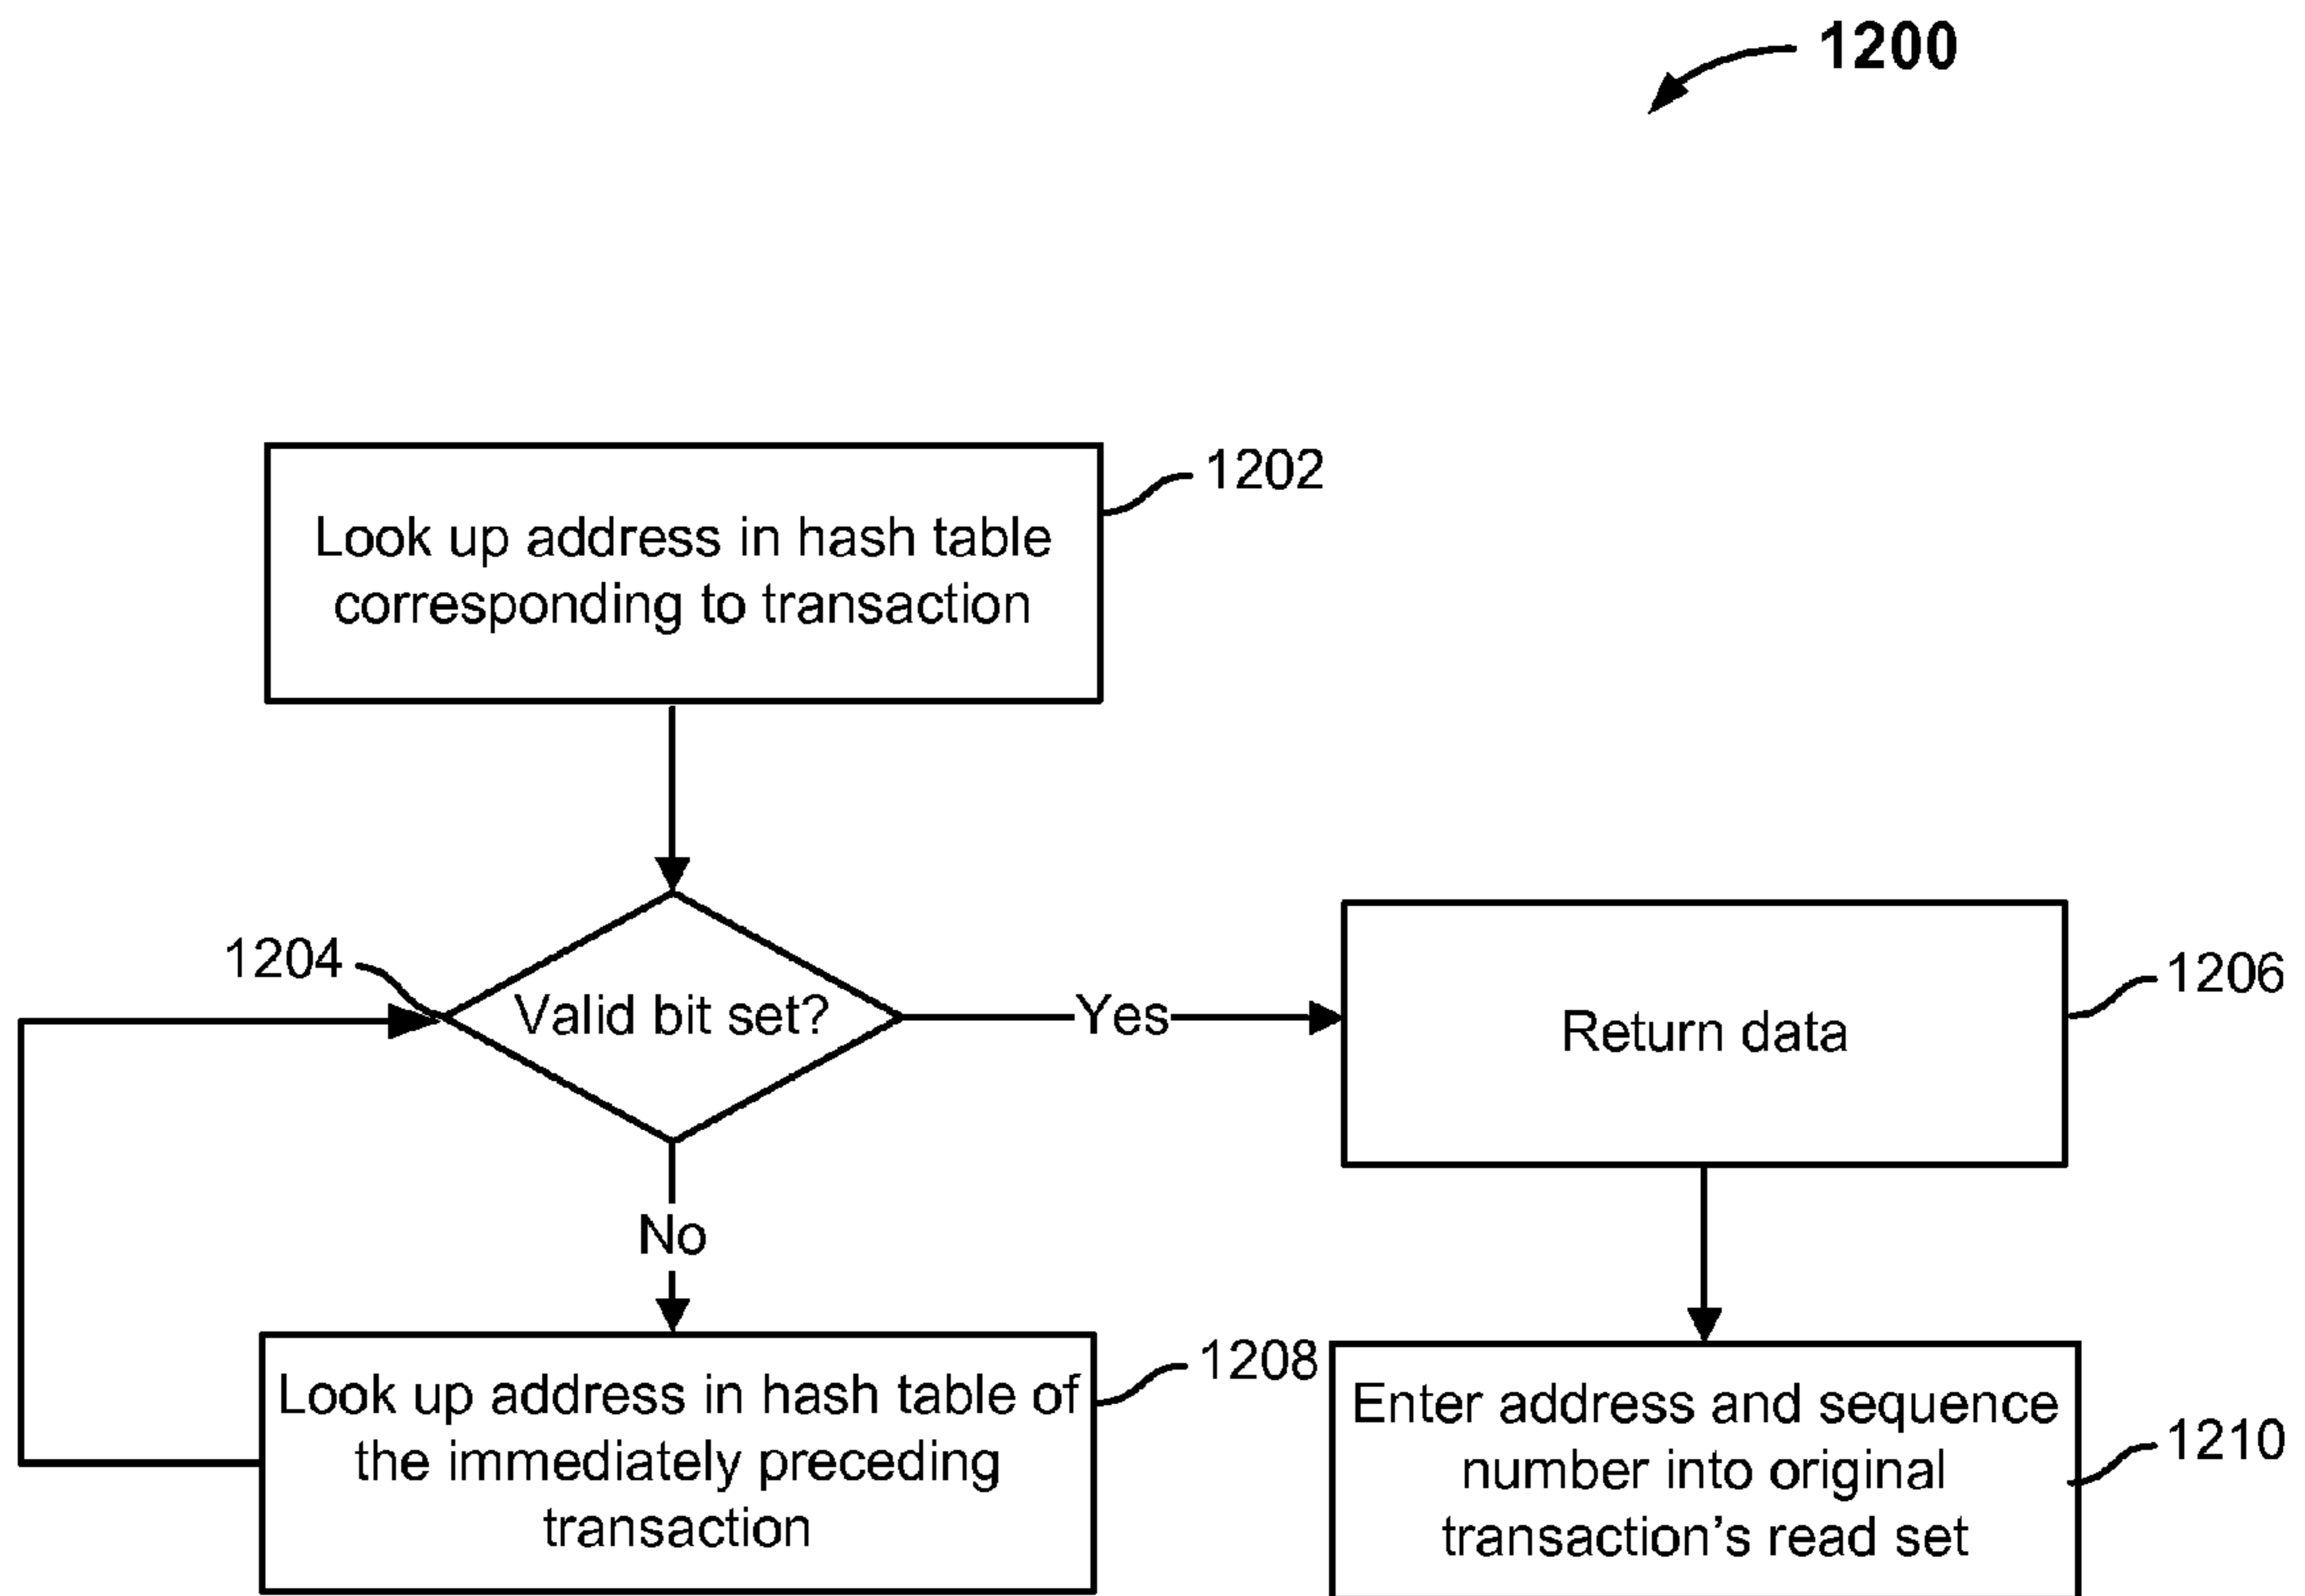 1200
1202
Look up address in hash table
corresponding to transaction
1204
Valid bit set?
Yes
1206
Return data
No
1208
Look up address in hash table of
the immediately preceding
transaction
Enter address and sequence
number into original
transaction’s read set
1210